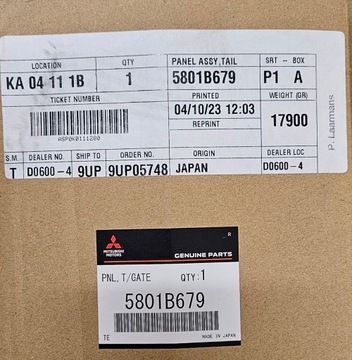 LOCATION QTY PANEL ASSY,TAIL SRT - BOX
KA 04 11 1B 1 5801B679 P1 A
TICKET NUMBER PRINTED WEIGHT (GR)
04/10/23 12:03 17900
REPRINT
ASP0K0111280
S.M DEALER NO. SHIP TO ORDER NO. ORIGIN DEALER LOC
T D0600-4 9UP 9UP05748 JAPAN D0600-4
P. Laarmans
R
MITSUBISHI MOTORS GENUINE PARTS
PNL,T/GATE QTY:1
5801B679
TE MADE IN JAPAN